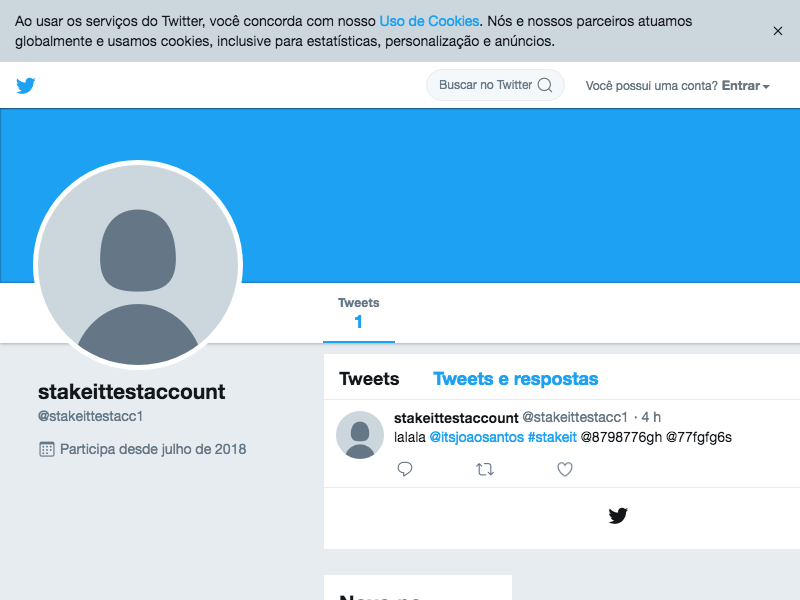 Ao usar os serviços do Twitter, você concorda com nosso Uso de Cookies. Nós e nossos parceiros atuamos
globalmente e usamos cookies, inclusive para estatísticas, personalização e anúncios.
Buscar no Twitter
Você possui uma conta? Entrar
Tweets
1
stakeittestaccount
@stakeittestacc1
Participa desde julho de 2018
Tweets Tweets e respostas
stakeittestaccount @stakeittestacc1 · 4 h
lalala @itsjoaosantos #stakeit @8798776gh @77fgfg6s